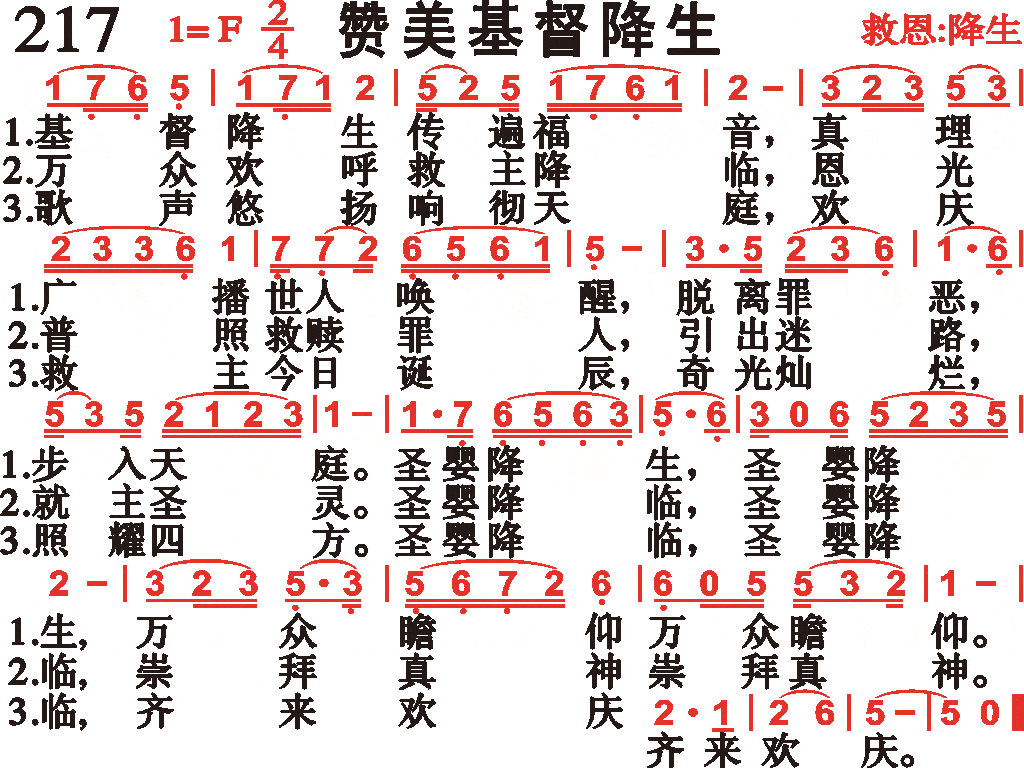 217 1=F 2/4 赞美基督降生 救恩:降生
1 7 6 5 | 1 7 1 2 | 5 2 5 1 7 6 1 | 2 – | 3 2 3 5 3 |
1.基督降生传遍福音，真理
2.万众欢呼救主降临，恩光
3.歌声悠扬响彻天庭，欢庆
2 3 3 6 1 | 7 7 2 6 5 6 1 | 5 – | 3 · 5 2 3 6 | 1 · 6 |
1.广播世人唤醒，脱离罪恶，
2.普照救赎罪人，引出迷路，
3.救主今日诞辰，奇光灿烂，
5 3 5 2 1 2 3 | 1 – | 1 · 7 6 5 6 3 | 5 · 6 | 3 0 6 5 2 3 5 |
1.步入天庭。圣婴降生，圣婴降
2.就主圣灵。圣婴降临，圣婴降
3.照耀四方。圣婴降临，圣婴降
2 – | 3 2 3 5 · 3 | 5 6 7 2 6 | 6 0 5 5 3 2 | 1 – |
1.生，万众瞻仰万众瞻仰。
2.临，崇拜真神崇拜真神。
3.临，齐来欢庆
2 · 1 | 2 6 | 5 – | 5 0
齐来欢庆。